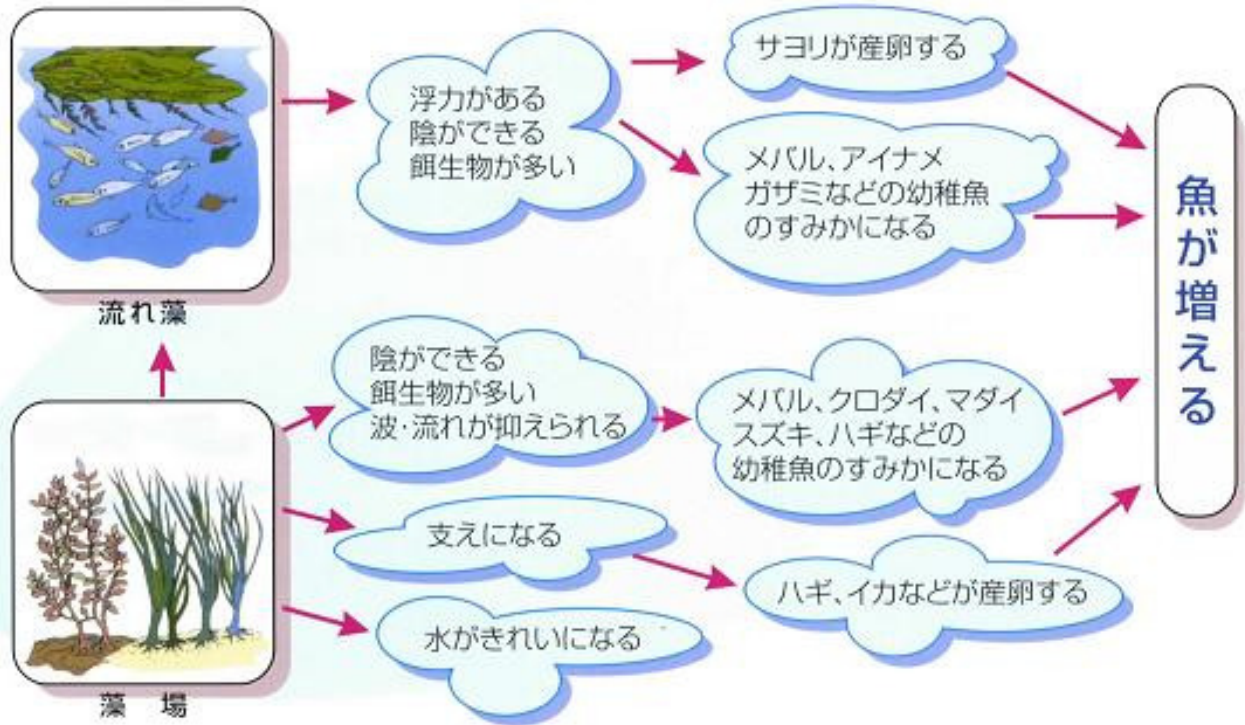 浮力がある
陰ができる
餌生物が多い
サヨリが産卵する
メバル、アイナメ
ガザミなどの幼稚魚
のすみかになる
魚が増える
流れ藻
陰ができる
餌生物が多い
波・流れが抑えられる
メバル、クロダイ、マダイ
スズキ、ハギなどの
幼稚魚のすみかになる
支えになる
ハギ、イカなどが産卵する
水がきれいになる
藻　場